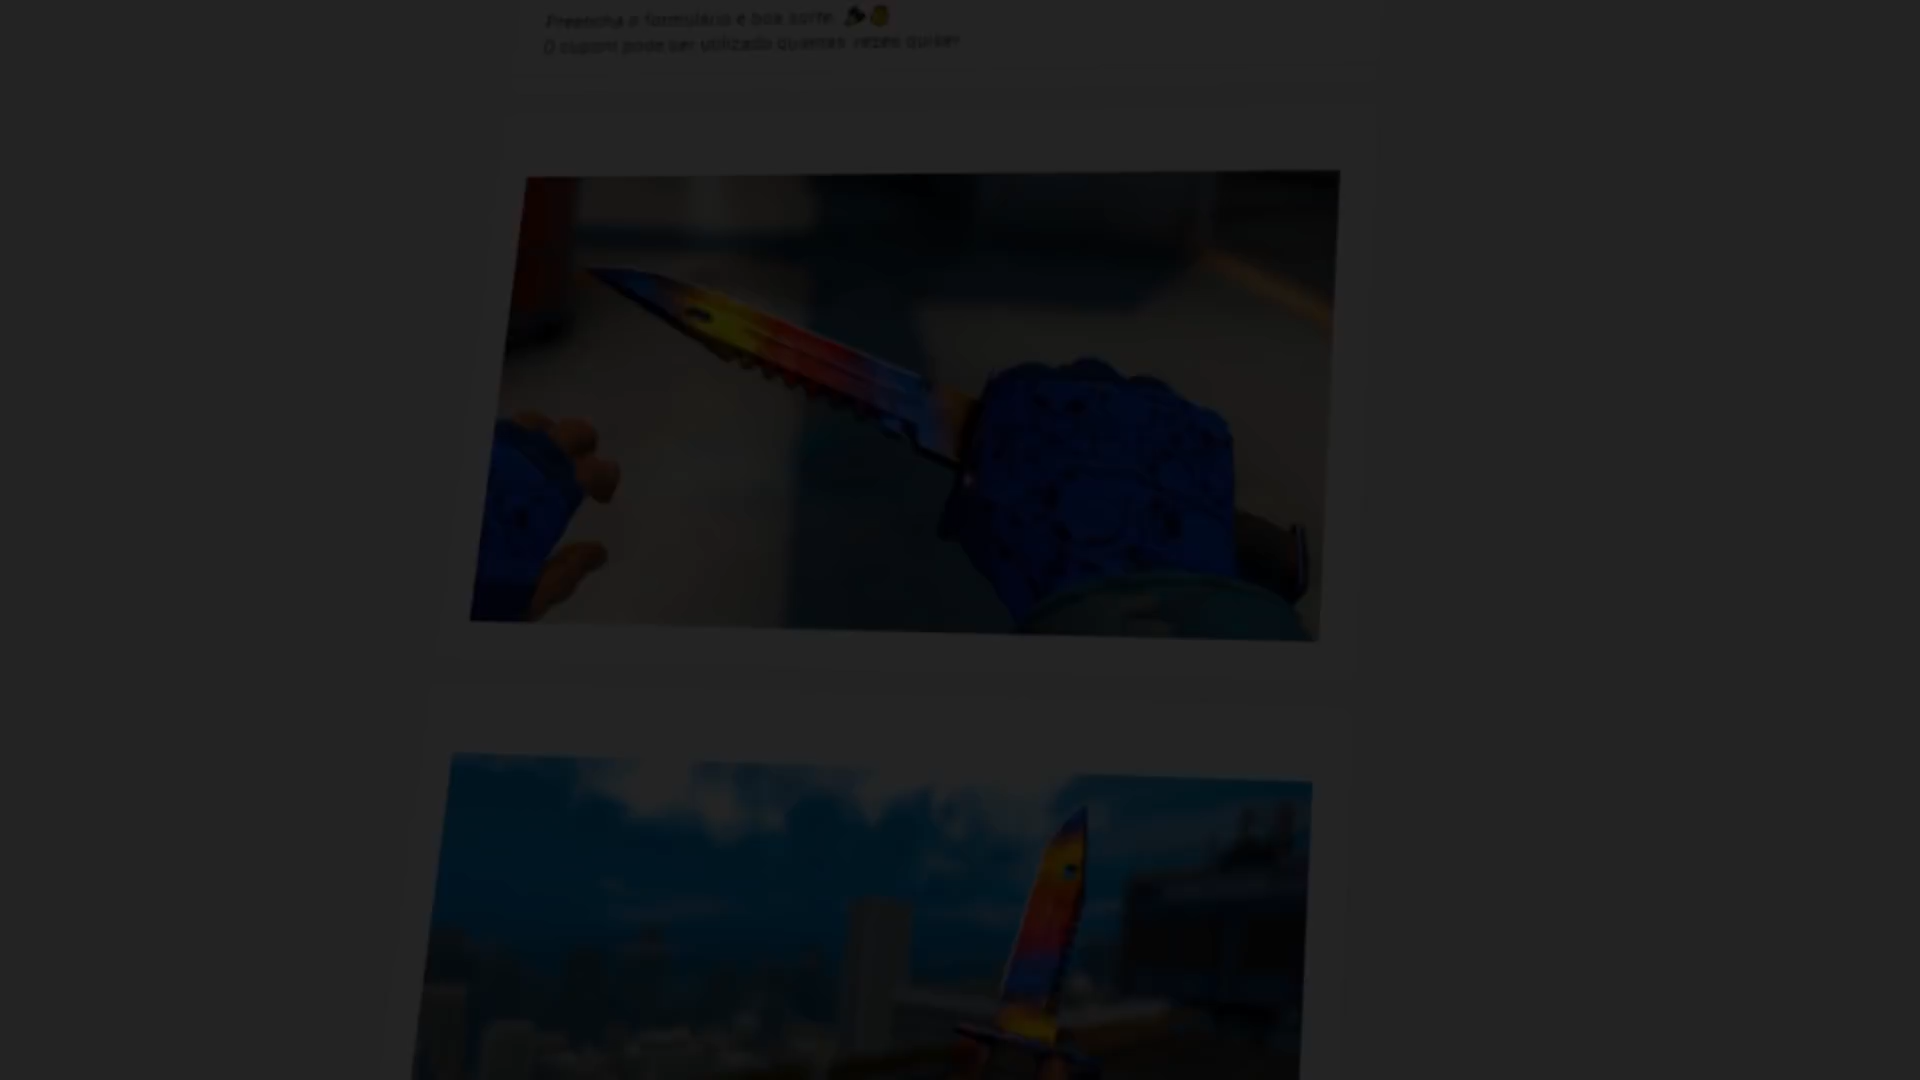 Preencha o formulário e boa sorte. 🎉🤞
O cupom pode ser utilizado quantas vezes quiser